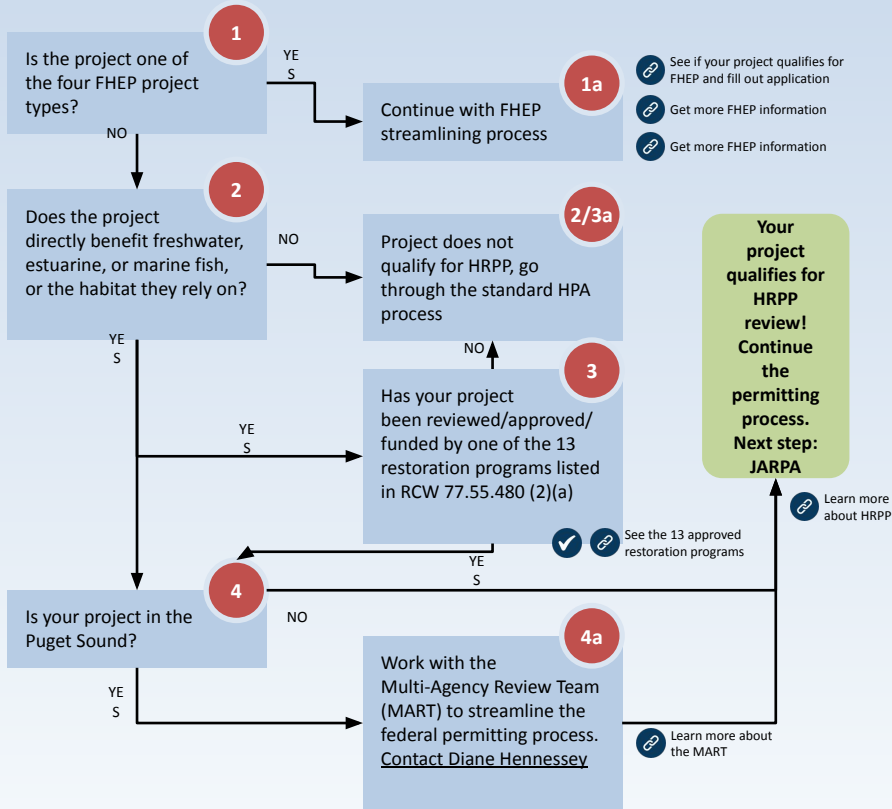 1
Is the project one of
the four FHEP project
types?
YE
S
NO
1a
Continue with FHEP
streamlining process
See if your project qualifies for
FHEP and fill out application
Get more FHEP information
Get more FHEP information
2
Does the project
directly benefit freshwater,
estuarine, or marine fish,
or the habitat they rely on?
NO
YE
S
2/3a
Project does not
qualify for HRPP, go
through the standard HPA
process
NO
Your
project
qualifies for
HRPP
review!
Continue
the
permitting
process.
Next step:
JARPA
Learn more
about HRPP
YE
S
3
Has your project
been reviewed/approved/
funded by one of the 13
restoration programs listed
in RCW 77.55.480 (2)(a)
See the 13 approved
restoration programs
YE
S
4
Is your project in the
Puget Sound?
NO
YE
S
4a
Work with the
Multi-Agency Review Team
(MART) to streamline the
federal permitting process.
Contact Diane Hennessey
Learn more about
the MART